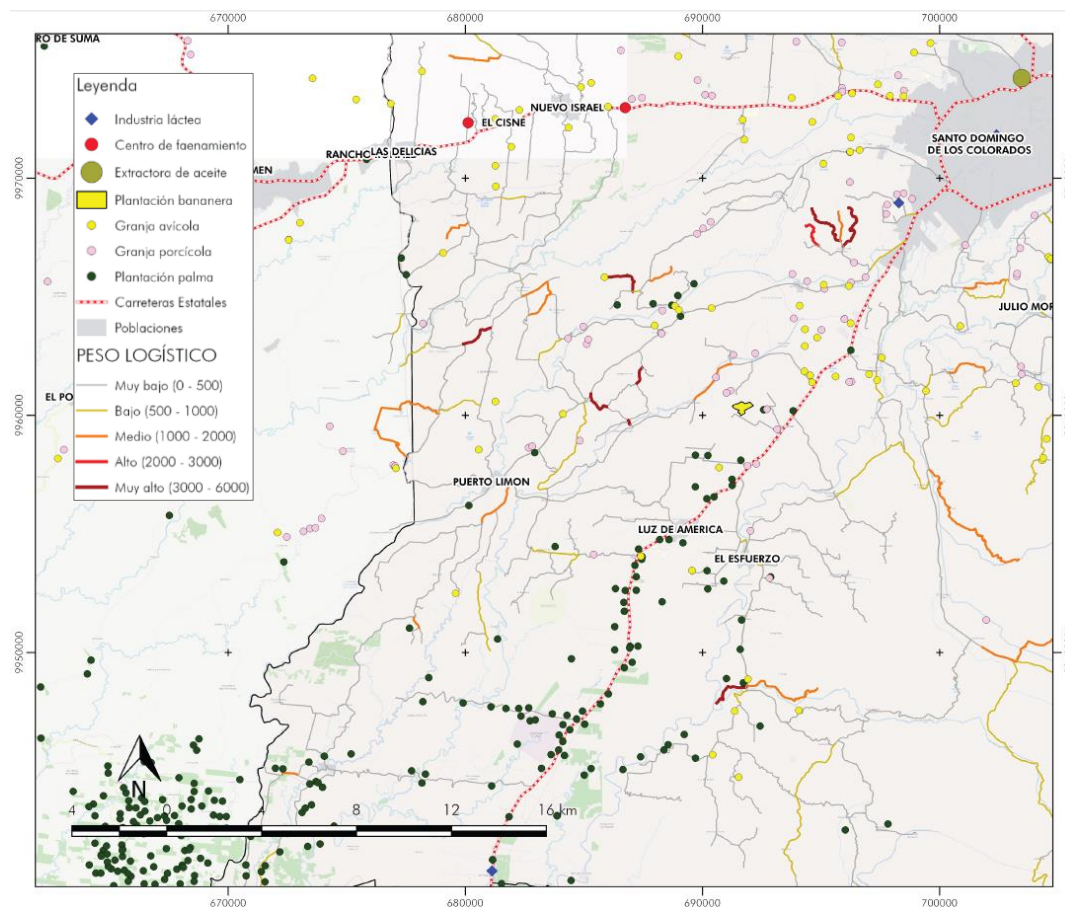 670000 680000 690000 700000
RO DE SUMA
Leyenda
Industria láctea
Centro de faenamiento
Extractora de aceite
Plantación bananera
Granja avícola
Granja porcícola
Plantación palma
Carreteras Estatales
Poblaciones
PESO LOGÍSTICO
Muy bajo (0 - 500)
Bajo (500 - 1000)
Medio (1000 - 2000)
Alto (2000 - 3000)
Muy alto (3000 - 6000)
NUEVO ISRAEL
EL CISNE
SANTO DOMINGO
DE LOS COLORADOS
RANCHO
LAS DELICIAS
MEN
9970000
JULIO MOR
EL PO
9960000
PUERTO LIMON
LUZ DE AMERICA
EL ESFUERZO
9950000
N
4 0 4 8 12 16 km
670000 680000 690000 700000